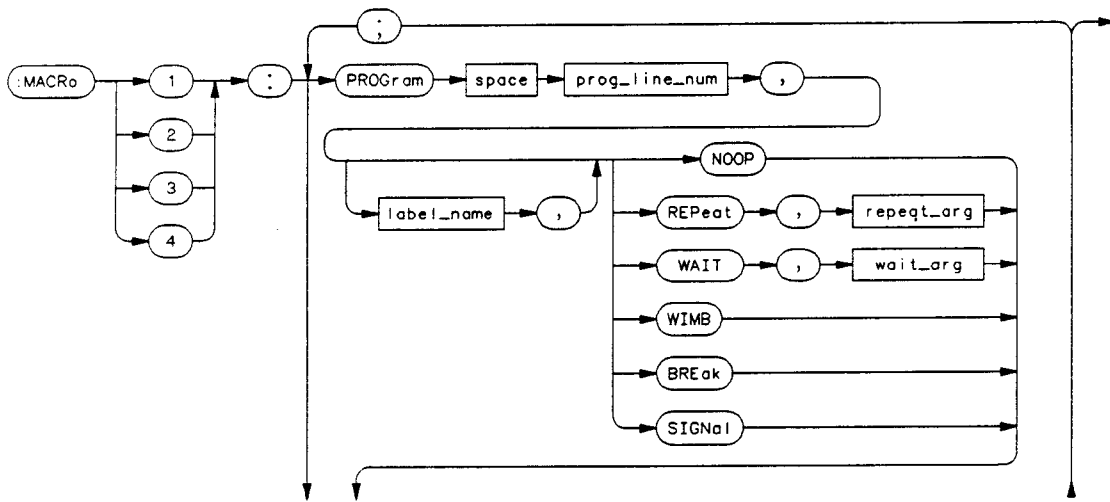 ;
:MACRo 1 : PROGram space prog_line_num ,
2
3
4
NOOP
label_name ,
REPeat , repeqt_arg
WAIT , wait_arg
WIMB
BREak
SIGNal